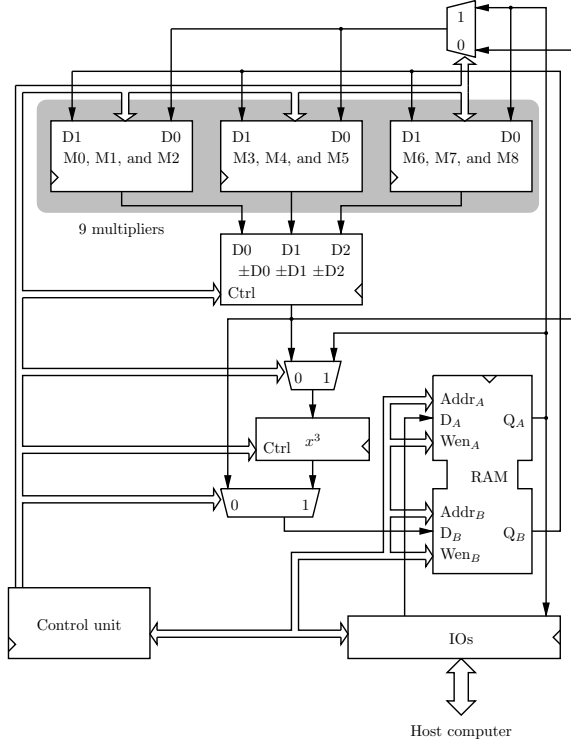 1
0
D1 D0
M0, M1, and M2
D1 D0
M3, M4, and M5
D1 D0
M6, M7, and M8
9 multipliers
D0 D1 D2
±D0 ±D1 ±D2
Ctrl
0 1
Ctrl x³
0 1
Addr_A
D_A Q_A
Wen_A
RAM
Addr_B
D_B Q_B
Wen_B
Control unit
IOs
Host computer